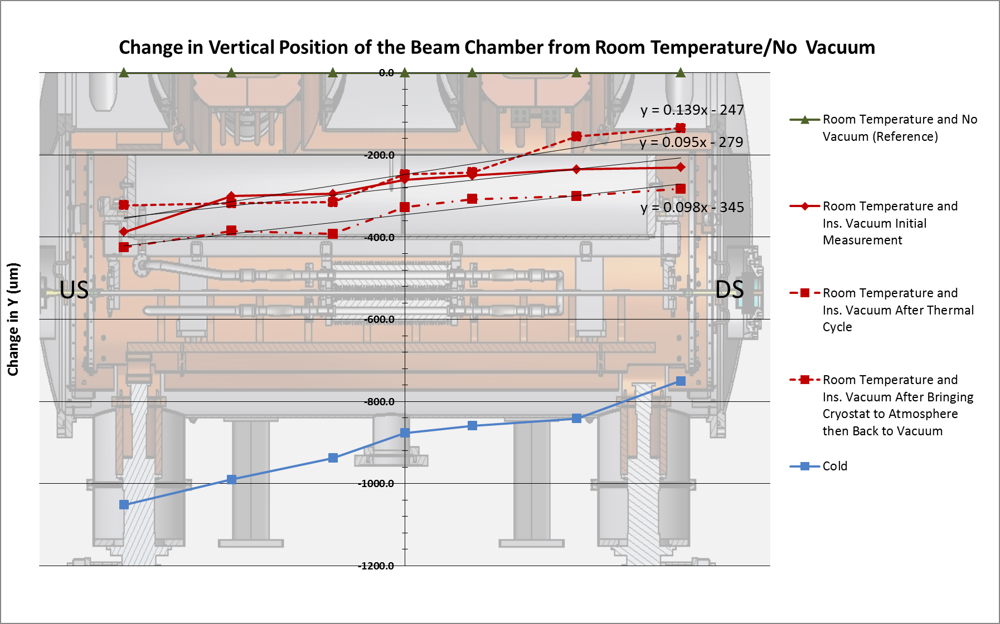 Change in Vertical Position of the Beam Chamber from Room Temperature/No Vacuum
Change in Y (um)
0.0
-200.0
-400.0
-600.0
-800.0
-1000.0
-1200.0
US
DS
y = 0.139x - 247
y = 0.095x - 279
y = 0.098x - 345
Room Temperature and No
Vacuum (Reference)
Room Temperature and
Ins. Vacuum Initial
Measurement
Room Temperature and
Ins. Vacuum After Thermal
Cycle
Room Temperature and
Ins. Vacuum After Bringing
Cryostat to Atmosphere
then Back to Vacuum
Cold